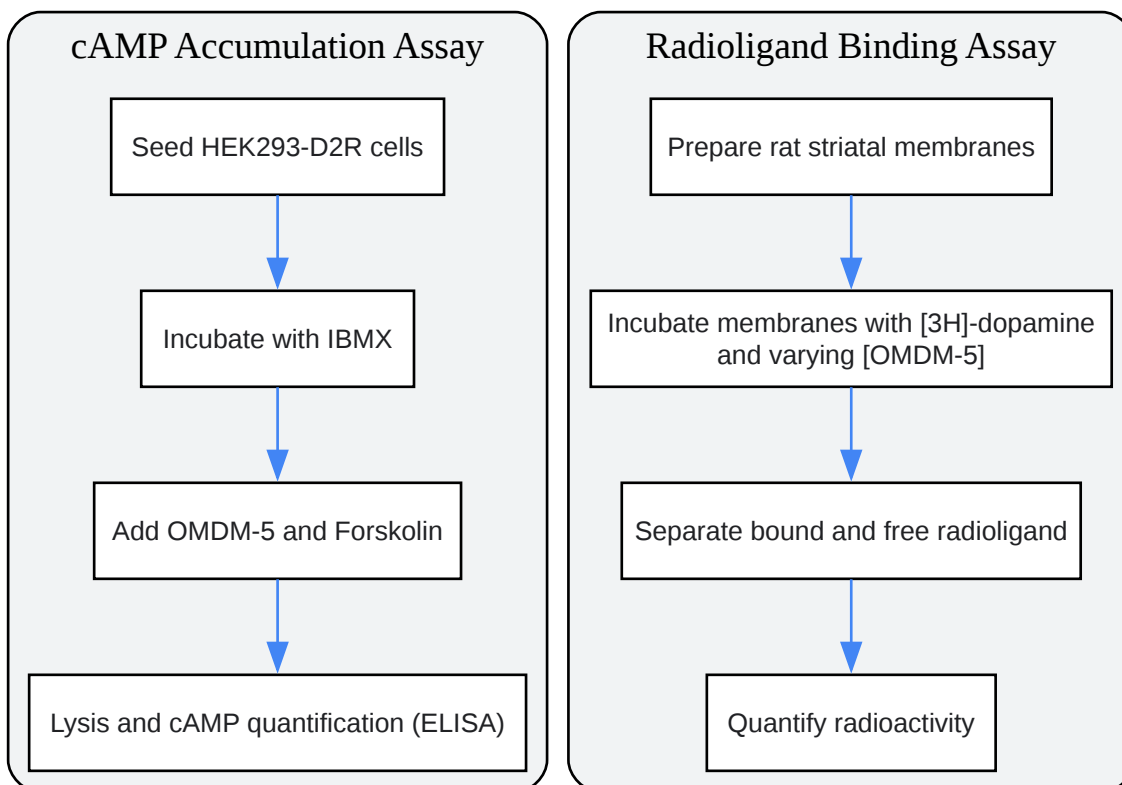 cAMP Accumulation Assay
Seed HEK293-D2R cells
Incubate with IBMX
Add OMDM-5 and Forskolin
Lysis and cAMP quantification (ELISA)
Radioligand Binding Assay
Prepare rat striatal membranes
Incubate membranes with [3H]-dopamine
and varying [OMDM-5]
Separate bound and free radioligand
Quantify radioactivity